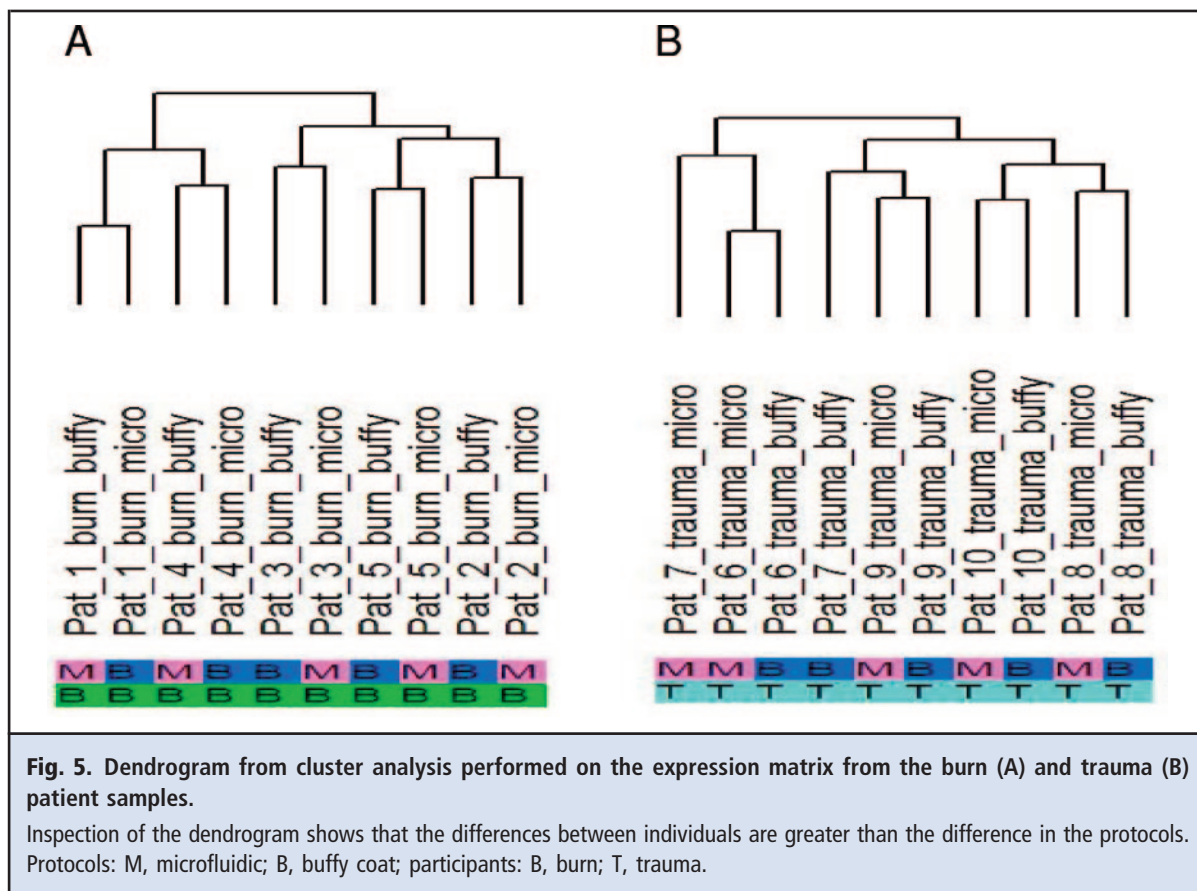 A
B
Pat_1_burn_buffy
Pat_1_burn_micro
Pat_4_burn_buffy
Pat_4_burn_micro
Pat_3_burn_buffy
Pat_3_burn_micro
Pat_5_burn_buffy
Pat_5_burn_micro
Pat_2_burn_buffy
Pat_2_burn_micro
M B M B B M B M B M
B B B B B B B B B B
Pat_7_trauma_micro
Pat_6_trauma_micro
Pat_6_trauma_buffy
Pat_7_trauma_buffy
Pat_9_trauma_micro
Pat_9_trauma_buffy
Pat_10_trauma_micro
Pat_10_trauma_buffy
Pat_8_trauma_micro
Pat_8_trauma_buffy
M M B B M B M B M B
T T T T T T T T T T
Fig. 5. Dendrogram from cluster analysis performed on the expression matrix from the burn (A) and trauma (B)
patient samples.
Inspection of the dendrogram shows that the differences between individuals are greater than the difference in the protocols.
Protocols: M, microfluidic; B, buffy coat; participants: B, burn; T, trauma.